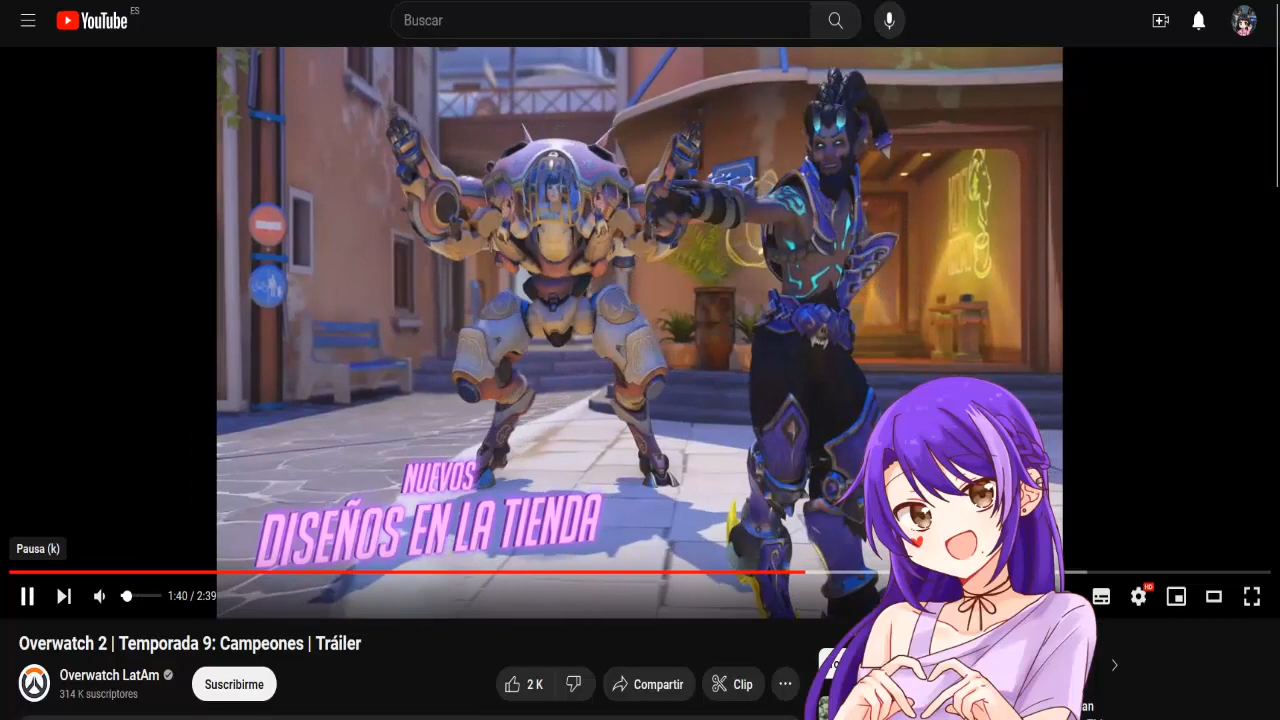 YouTube ES
Buscar
NUEVOS
DISEÑOS EN LA TIENDA
Pausa (k)
1:40 / 2:39
HD
Overwatch 2 | Temporada 9: Campeones | Tráiler
Overwatch LatAm
314 K suscriptores
Suscribirme
2 K
Compartir
Clip